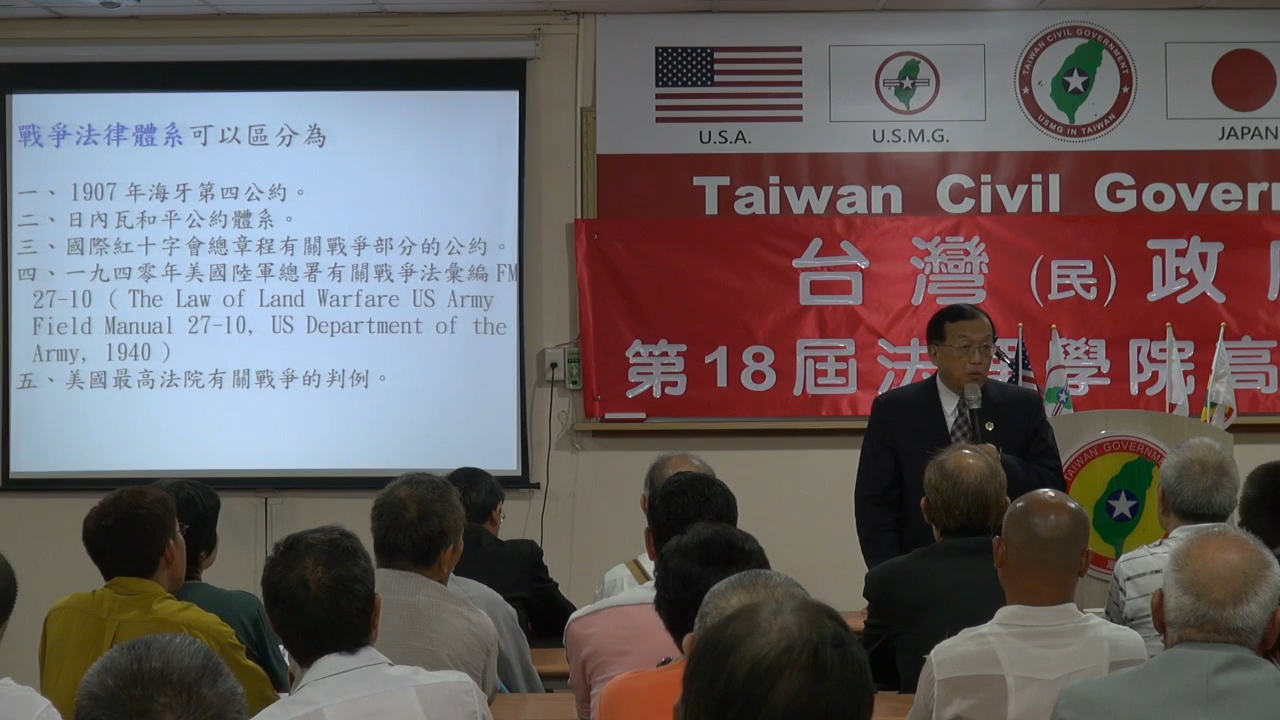 戰爭法律體系可以區分為
一、 1907 年海牙第四公約。
二、日內瓦和平公約體系。
三、國際紅十字會總章程有關戰爭部分的公約。
四、一九四零年美國陸軍總署有關戰爭法彙編 FM
27-10 ( The Law of Land Warfare US Army
Field Manual 27-10, US Department of the
Army, 1940 )
五、美國最高法院有關戰爭的判例。
U.S.A.
U.S.M.G.
TAIWAN CIVIL GOVERNMENT
USMG IN TAIWAN
JAPAN
Taiwan Civil Govern
台灣(民)政
第18屆法 學院高
TAIWAN GOVERNMENT